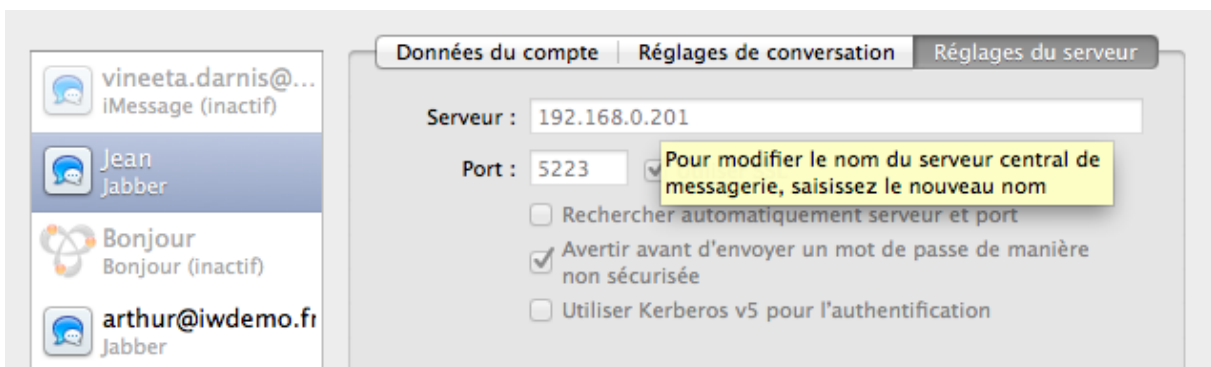 Données du compte
Réglages de conversation
Réglages du serveur
vineeta.darnis@...
iMessage (inactif)
Jean
Jabber
Bonjour
Bonjour (inactif)
arthur@iwdemo.fr
Jabber
Serveur : 192.168.0.201
Port : 5223
Pour modifier le nom du serveur central de
messagerie, saisissez le nouveau nom
Rechercher automatiquement serveur et port
Avertir avant d'envoyer un mot de passe de manière
non sécurisée
Utiliser Kerberos v5 pour l'authentification